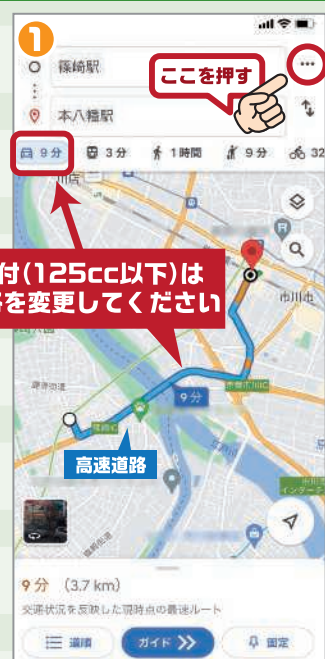 1
篠崎駅
ここを押す
本八幡駅
9分
3分
1時間
9分
32
付(125cc以下)は
を変更してください
市川市
9分
高速道路
9分 (3.7 km)
交通状況を反映した現時点の最速ルート
道順
ガイド
固定